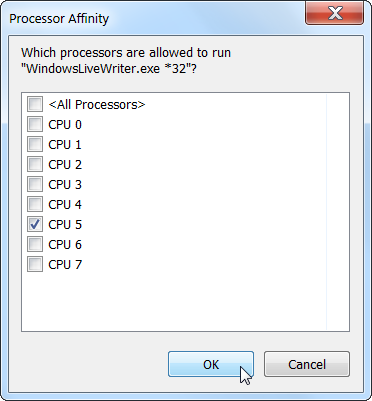 Processor Affinity
Which processors are allowed to run
"WindowsLiveWriter.exe *32"?
<All Processors>
CPU 0
CPU 1
CPU 2
CPU 3
CPU 4
CPU 5
CPU 6
CPU 7
OK
Cancel